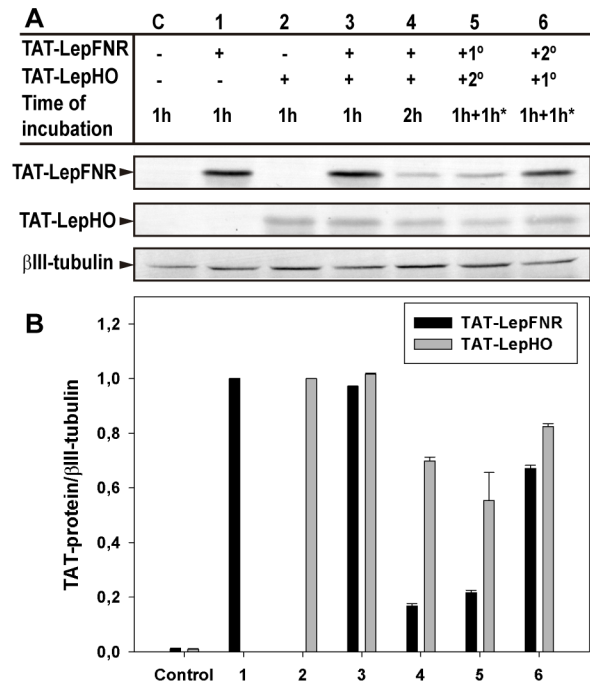 A
C 1 2 3 4 5 6
TAT-LepFNR - + - + + +1º +2º
TAT-LepHO - - + + + +2º +1º
Time of incubation 1h 1h 1h 1h 2h 1h+1h* 1h+1h*
TAT-LepFNR
TAT-LepHO
βIII-tubulin
B
TAT-LepFNR
TAT-LepHO
TAT-protein/βIII-tubulin
1,2
1,0
0,8
0,6
0,4
0,2
0,0
Control 1 2 3 4 5 6